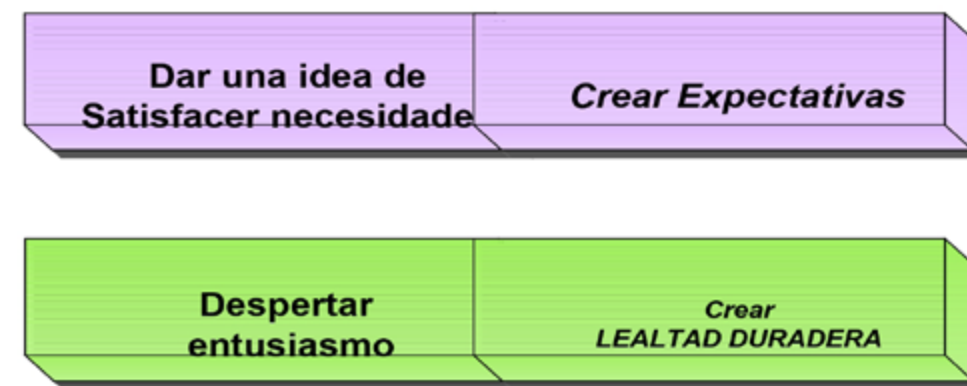 Dar una idea de
Satisfacer necesidade
Crear Expectativas
Despertar
entusiasmo
Crear
LEALTAD DURADERA